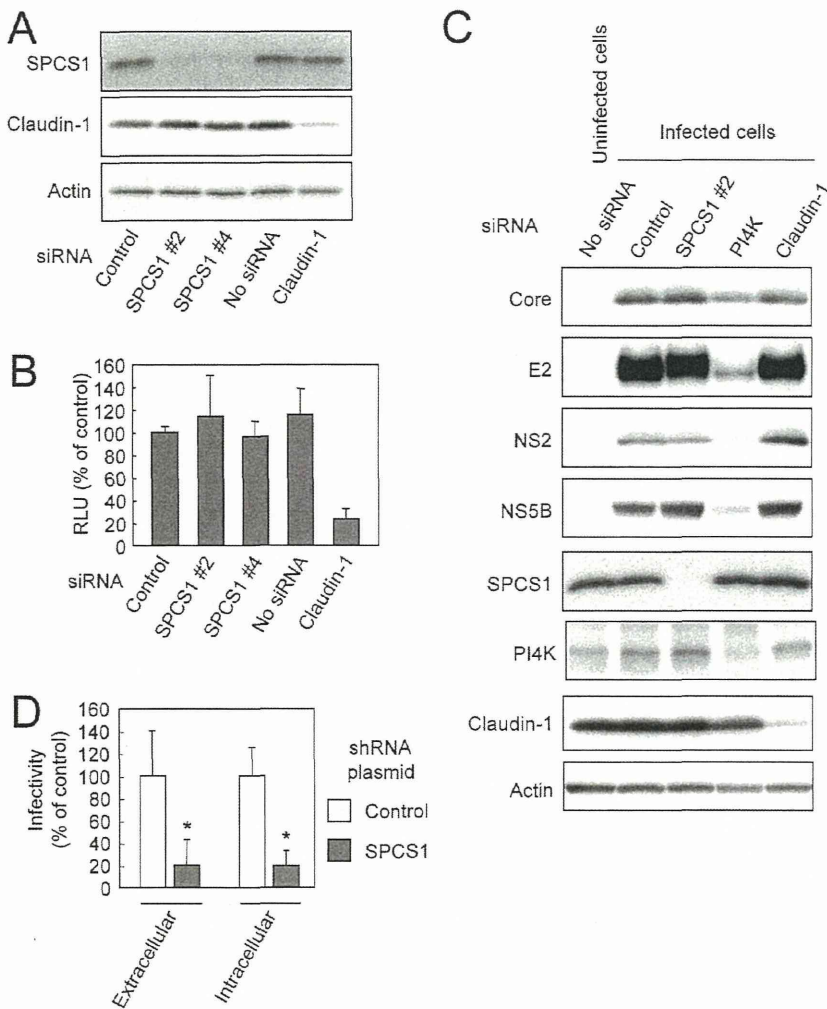 A
SPCS1
Claudin-1
Actin
siRNA
Control
SPCS1 #2
SPCS1 #4
No siRNA
Claudin-1
B
RLU (% of control)
160
140
120
100
80
60
40
20
0
siRNA
Control
SPCS1 #2
SPCS1 #4
No siRNA
Claudin-1
C
Uninfected cells
Infected cells
siRNA
No siRNA
Control
SPCS1 #2
PI4K
Claudin-1
Core
E2
NS2
NS5B
SPCS1
PI4K
Claudin-1
Actin
D
Infectivity
(% of control)
160
140
120
100
80
60
40
20
0
*
*
Extracellular
Intracellular
shRNA
plasmid
Control
SPCS1